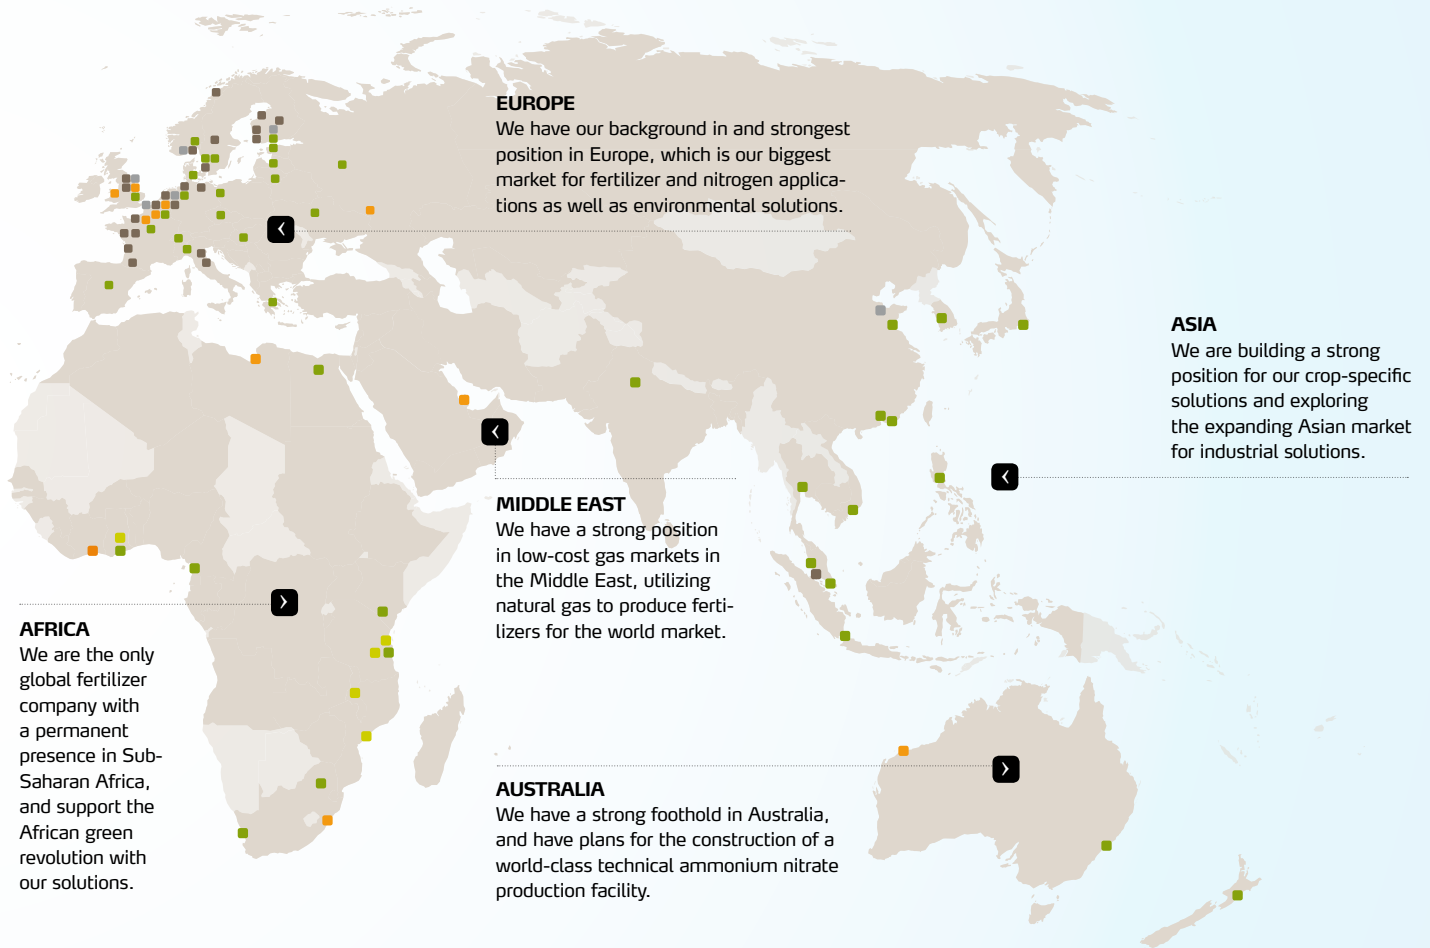 EUROPE
We have our background in and strongest
position in Europe, which is our biggest
market for fertilizer and nitrogen applica-
tions as well as environmental solutions.
ASIA
We are building a strong
position for our crop-specific
solutions and exploring
the expanding Asian market
for industrial solutions.
MIDDLE EAST
We have a strong position
in low-cost gas markets in
the Middle East, utilizing
natural gas to produce ferti-
lizers for the world market.
AFRICA
We are the only
global fertilizer
company with
a permanent
presence in Sub-
Saharan Africa,
and support the
African green
revolution with
our solutions.
AUSTRALIA
We have a strong foothold in Australia,
and have plans for the construction of a
world-class technical ammonium nitrate
production facility.